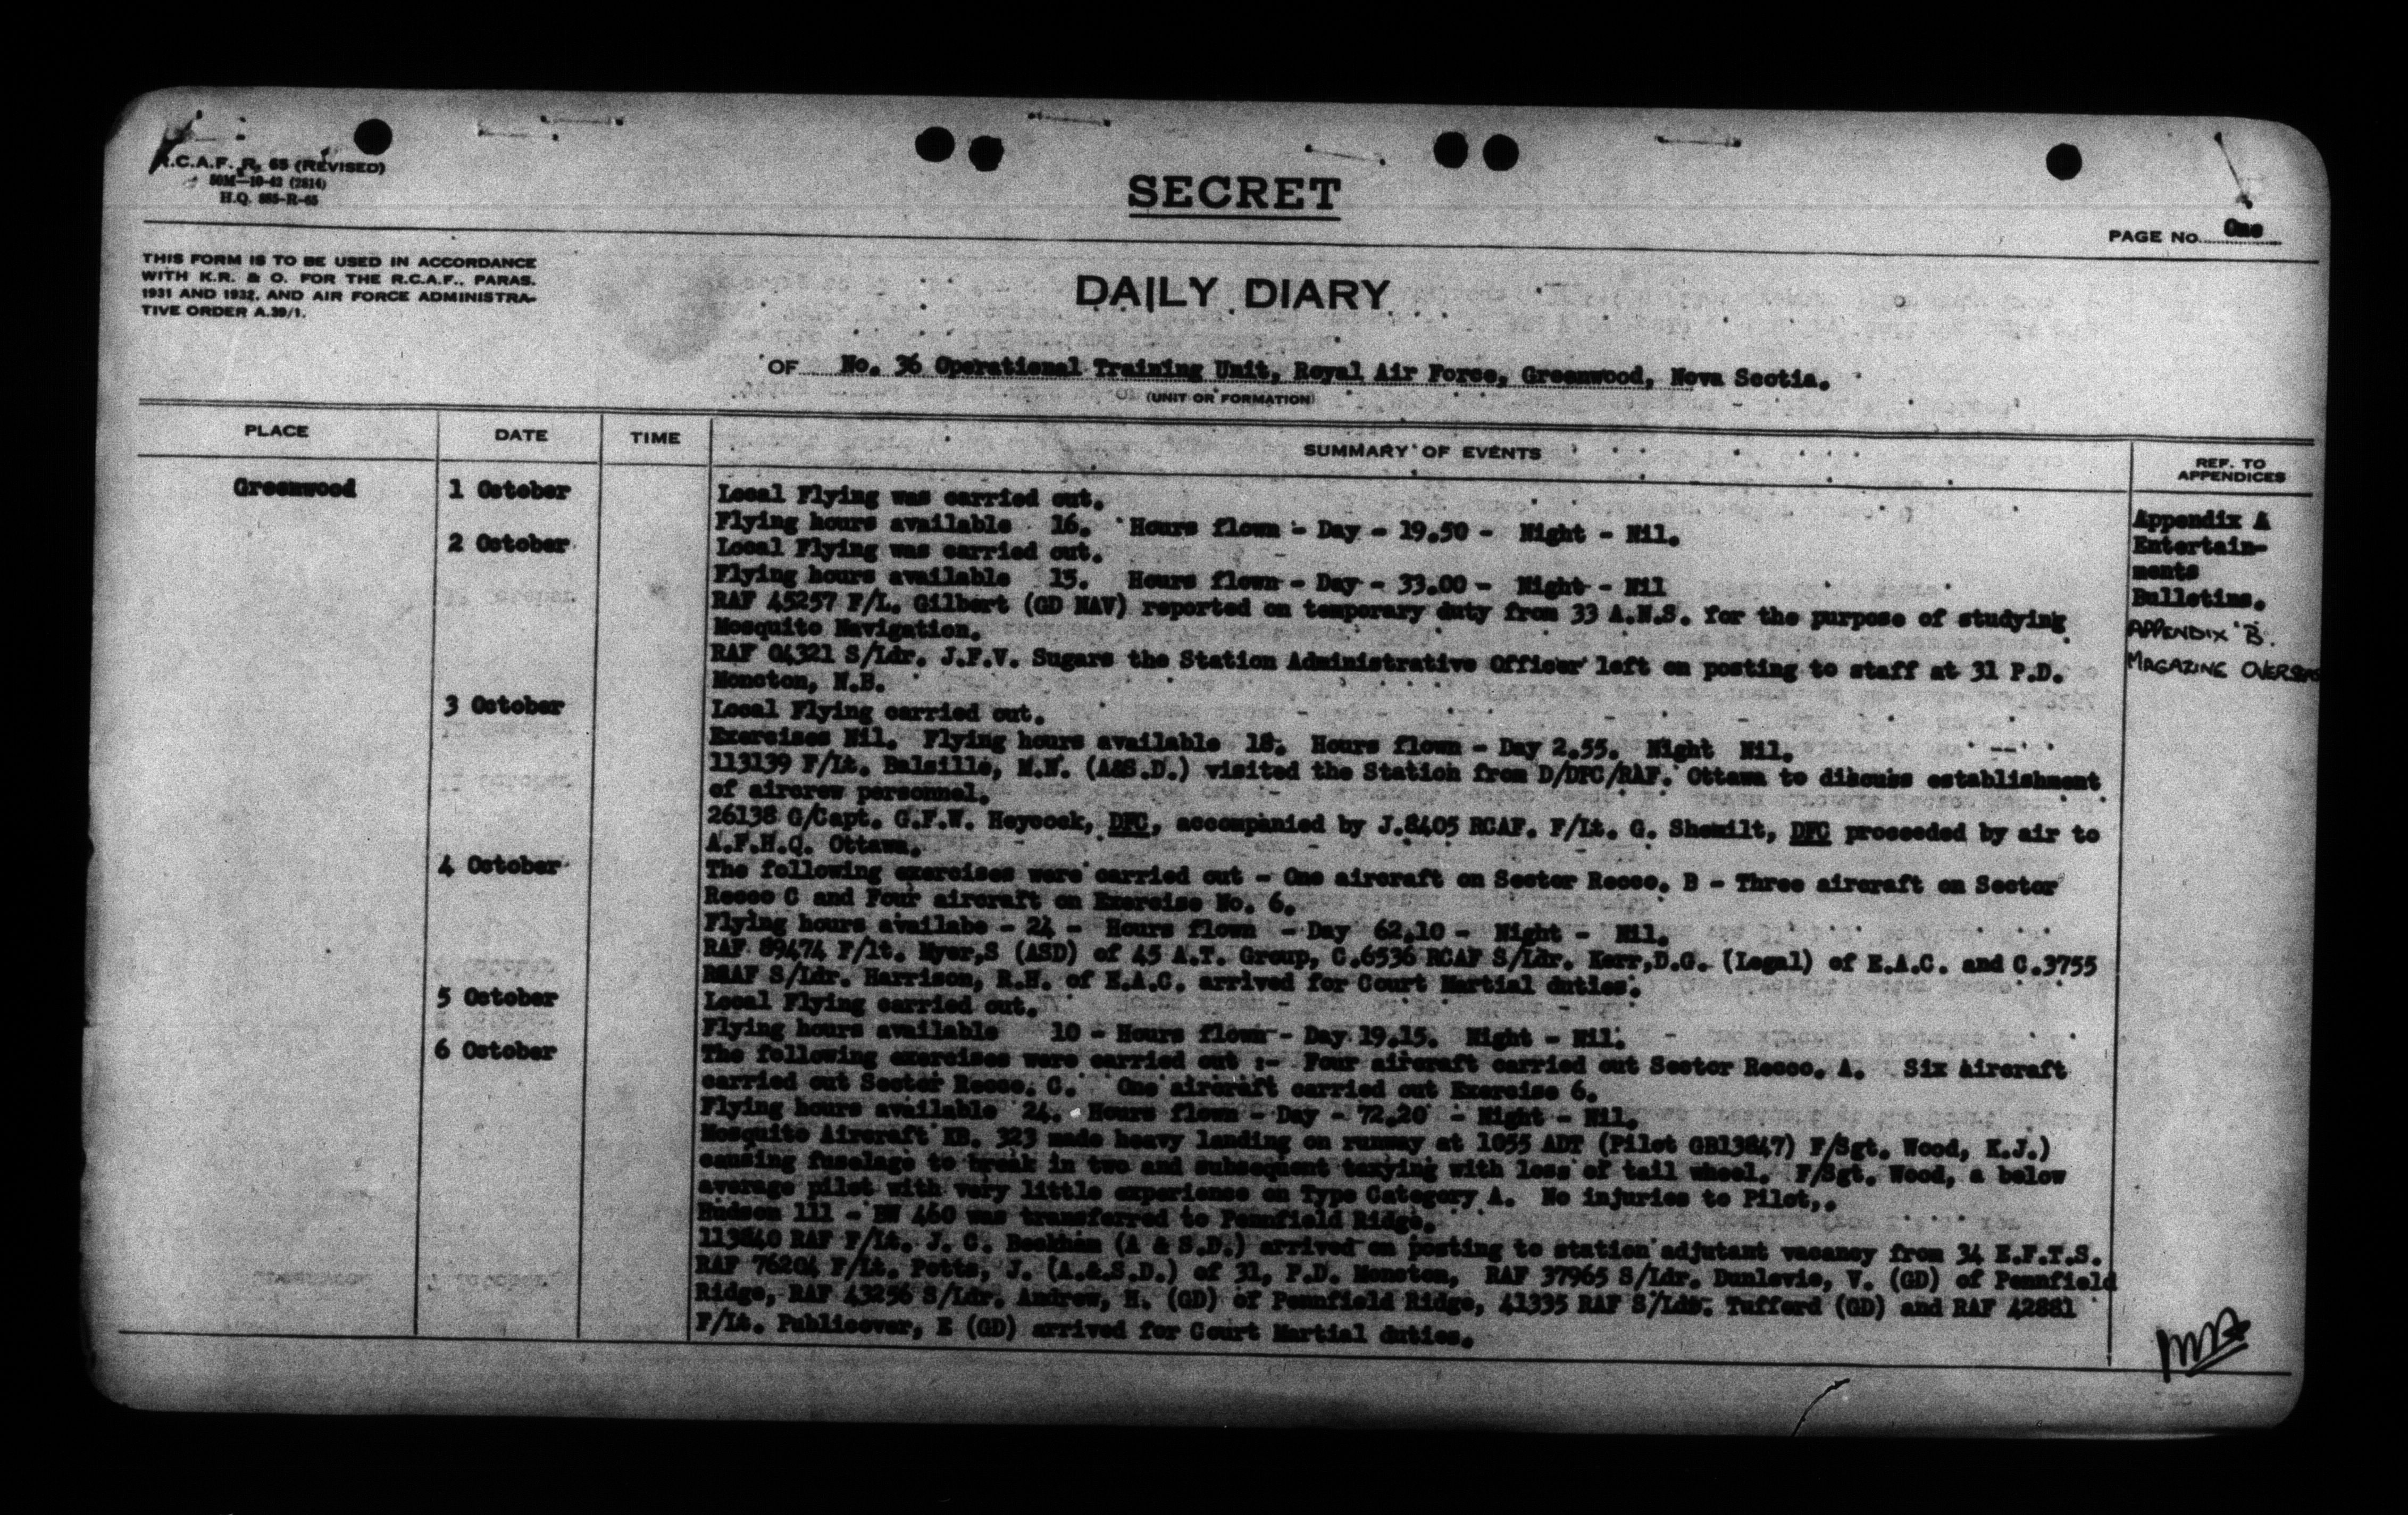 R.C.A.F. R. 65 (REVISED)
50M—10-42 (2814)
H.Q. 885-R-65
SECRET
PAGE No. One
THIS FORM IS TO BE USED IN ACCORDANCE
WITH K.R. & O. FOR THE R.C.A.F., PARAS.
1931 AND 1932, AND AIR FORCE ADMINISTRA-
TIVE ORDER A.39/1.
DAILY DIARY
OF No. 36 Operational Training Unit, Royal Air Force, Greenwood, Nova Scotia.
(UNIT OR FORMATION)
PLACE DATE TIME SUMMARY OF EVENTS REF. TO APPENDICES
Greenwood 1 October Local Flying was carried out.
Flying hours available 16. Hours flown - Day - 19.50 - Night - Nil.
2 October Local Flying was carried out.
Flying hours available 15. Hours flown - Day - 33.00 - Night - Nil
RAF 45257 F/L. Gilbert (GD NAV) reported on temporary duty from 33 A.N.S. for the purpose of studying
Mosquito Navigation.
RAF 04321 S/Ldr. J.F.V. Sugars the Station Administrative Officer left on posting to staff at 31 P.D.
Moncton, N.B.
3 October Local Flying carried out.
Exercises Nil. Flying hours available 18. Hours flown - Day 2.55. Night Nil.
113139 F/Lt. Balsille, M.N. (A&S.D.) visited the Station from D/DFC/RAF. Ottawa to dihcuss establishment
of aircrew personnel.
26138 G/Capt. G.F.W. Heycock, DFC, accompanied by J.8405 RCAF. F/Lt. G. Shemilt, DFC proceeded by air to
A.F.H.Q. Ottawa.
4 October The following exercises were carried out - One aircraft on Sector Recco. B - Three aircraft on Sector
Recco C and Four aircraft on Exercise No. 6.
Flying hours availabe - 24 - Hours flown - Day 62.10 - Night - Nil.
RAF 89474 F/lt. Myer,S (ASD) of 45 A.T. Group, C.6536 RCAF S/Ldr. Kerr,D.G. (Legal) of E.A.C. and C.3755
RCAF S/Ldr. Harrison, R.H. of E.A.C. arrived for Court Martial duties.
5 October Local Flying carried out.
Flying hours available 10 - Hours flown - Day 19.15. Night - Nil.
6 October The following exercises were carried out :- Four aircraft carried out Sector Recco. A. Six Aircraft
carried out Sector Recco. C. One aircraft carried out Exercise 6.
Flying hours available 24. Hours flown - Day - 72.20 - Night - Nil.
Mosquito Aircraft KB. 323 made heavy landing on runway at 1055 ADT (Pilot GB13847) F/Sgt. Wood, K.J.)
causing fuselage to break in two and subsequent taxying with loss of tail wheel. F/Sgt. Wood, a below
average pilot with very little experience on Type Category A. No injuries to Pilot,.
Hudson 111 - BW 460 was transferred to Pennfield Ridge.
113840 RAF F/Lt. J. C. Beckham (A & S.D.) arrived on posting to station adjutant vacancy from 34 E.F.T.S.
RAF 76204 F/Lt. Potts, J. (A.&.S.D.) of 31, P.D. Moncton, RAF 37965 S/Ldr. Dunlevie, V. (GD) of Pennfield
Ridge, RAF 43256 S/Ldr. Andrew, H. (GD) of Pennfield Ridge, 41335 RAF S/Ldr. Tufford (GD) and RAF 42881
F/Lt. Publicover, E (GD) arrived for Court Martial duties.
Appendix A
Entertain-
ments
Bulletins.
APPENDIX "B".
MAGAZINE OVERSEAS